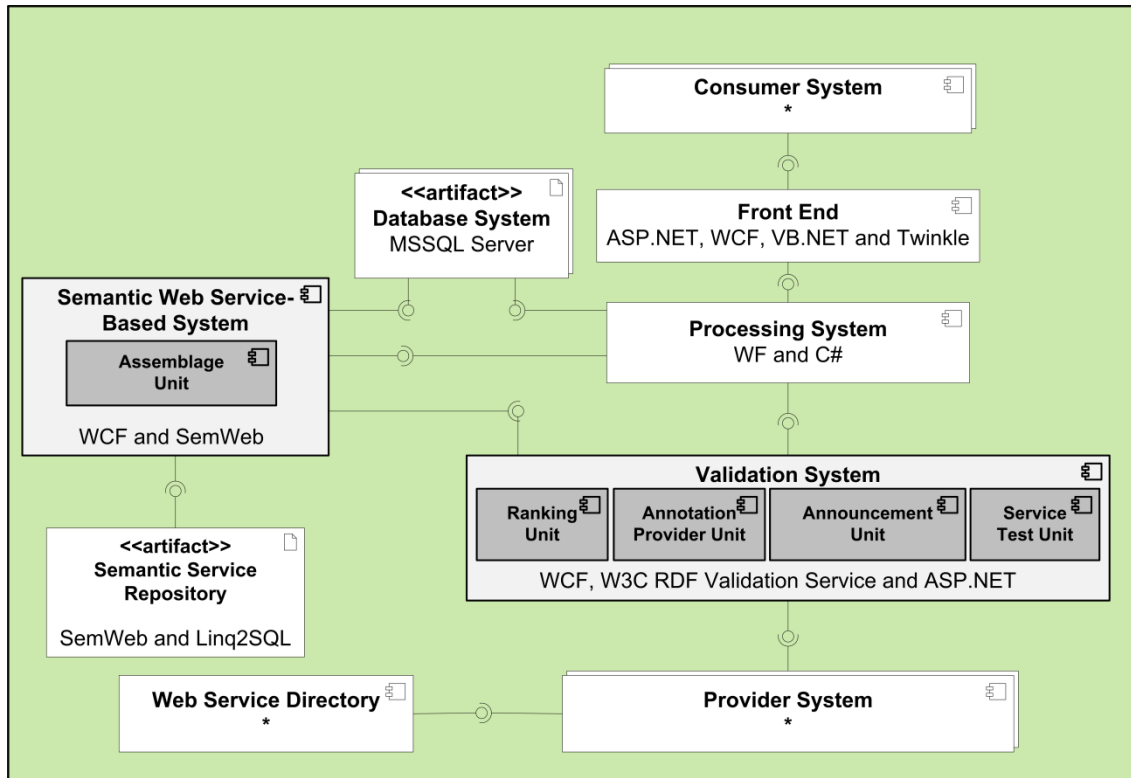 Consumer System
*
<<artifact>>
Database System
MSSQL Server
Front End
ASP.NET, WCF, VB.NET and Twinkle
Semantic Web Service-
Based System
Assemblage
Unit
WCF and SemWeb
Processing System
WF and C#
Validation System
Ranking
Unit
Annotation
Provider Unit
Announcement
Unit
Service
Test Unit
WCF, W3C RDF Validation Service and ASP.NET
<<artifact>>
Semantic Service
Repository
SemWeb and Linq2SQL
Web Service Directory
*
Provider System
*